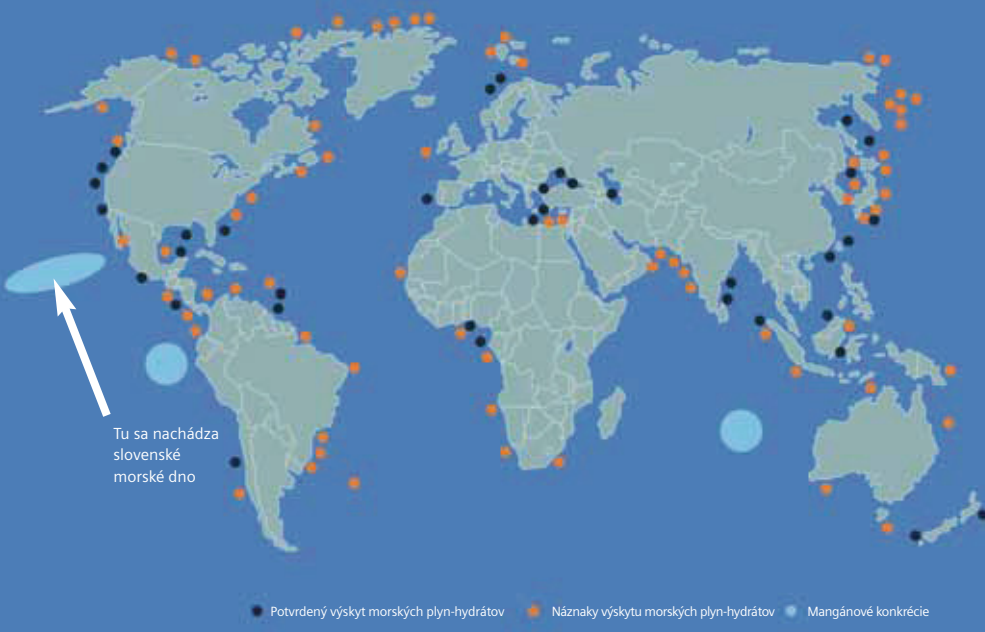 Tu sa nachádza
slovenské
morské dno
Potvrdený výskyt morských plyn-hydrátov
Náznaky výskytu morských plyn-hydrátov
Mangánové konkrécie